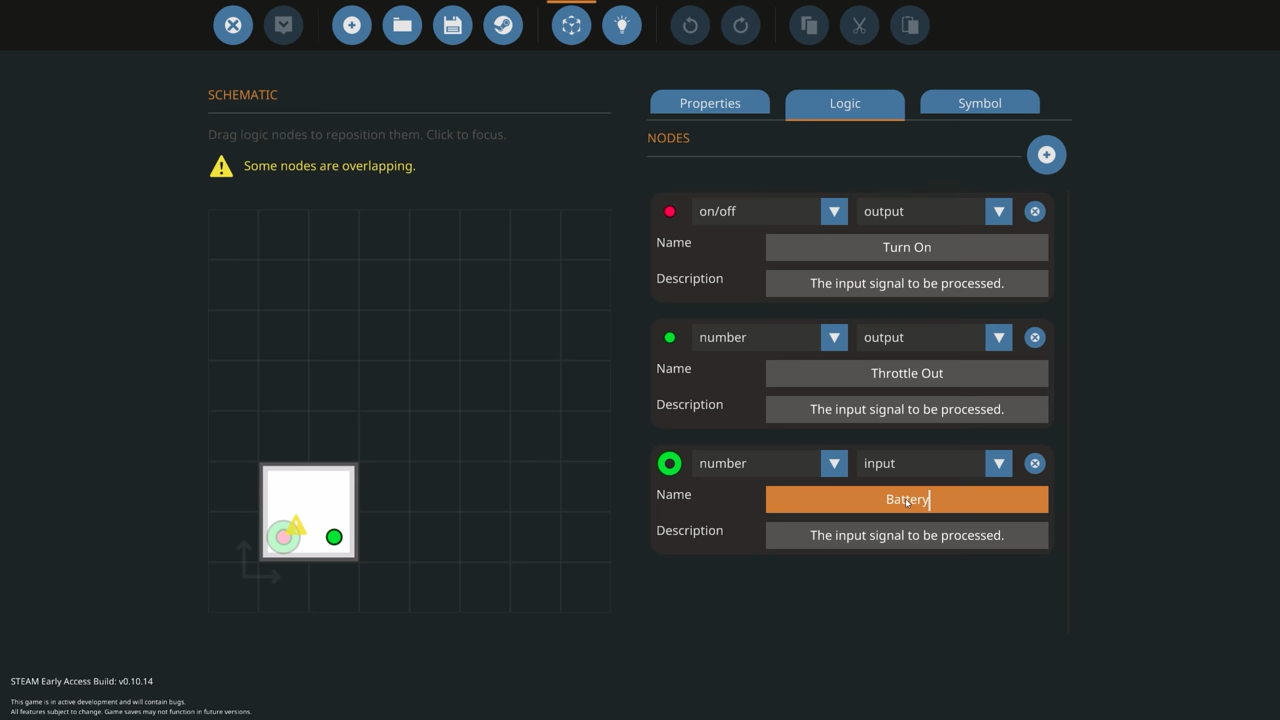 SCHEMATIC
Drag logic nodes to reposition them. Click to focus.
Some nodes are overlapping.
Properties
Logic
Symbol
NODES
on/off
output
Name
Turn On
Description
The input signal to be processed.
number
output
Name
Throttle Out
Description
The input signal to be processed.
number
input
Name
Battery
Description
The input signal to be processed.
STEAM Early Access Build: v0.10.14
This game is in active development and will contain bugs.
All features subject to change. Game saves may not function in future versions.